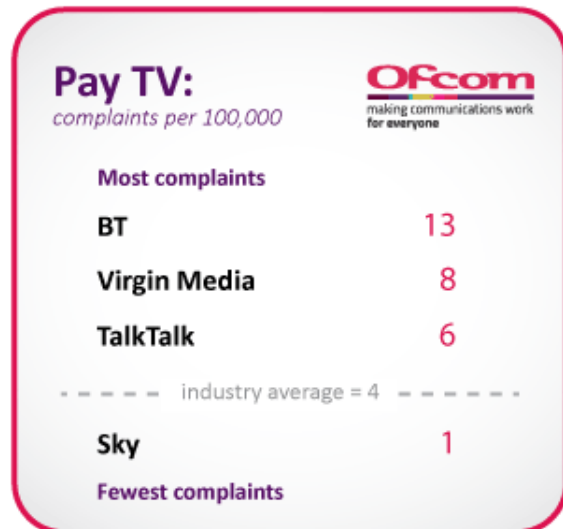 Pay TV:
complaints per 100,000
Ofcom
making communications work
for everyone
Most complaints
BT 13
Virgin Media 8
TalkTalk 6
industry average = 4
Sky 1
Fewest complaints